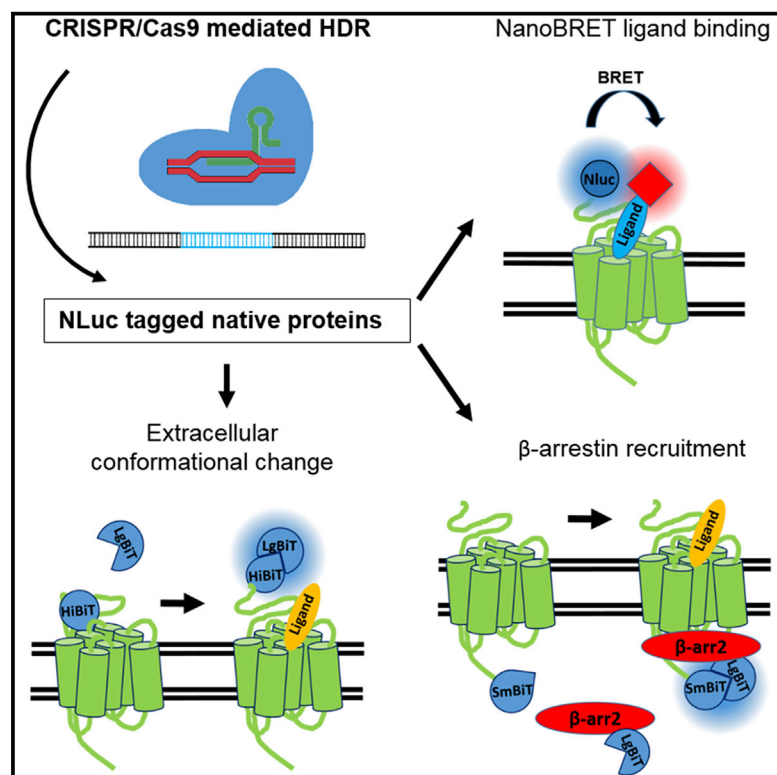 CRISPR/Cas9 mediated HDR
NanoBRET ligand binding
BRET
Nluc
Ligand
NLuc tagged native proteins
Extracellular
conformational change
LgBiT
HiBiT
LgBiT
HiBiT
Ligand
β-arrestin recruitment
Ligand
SmBiT
β-arr2
LgBiT
β-arr2
SmBiT
LgBiT